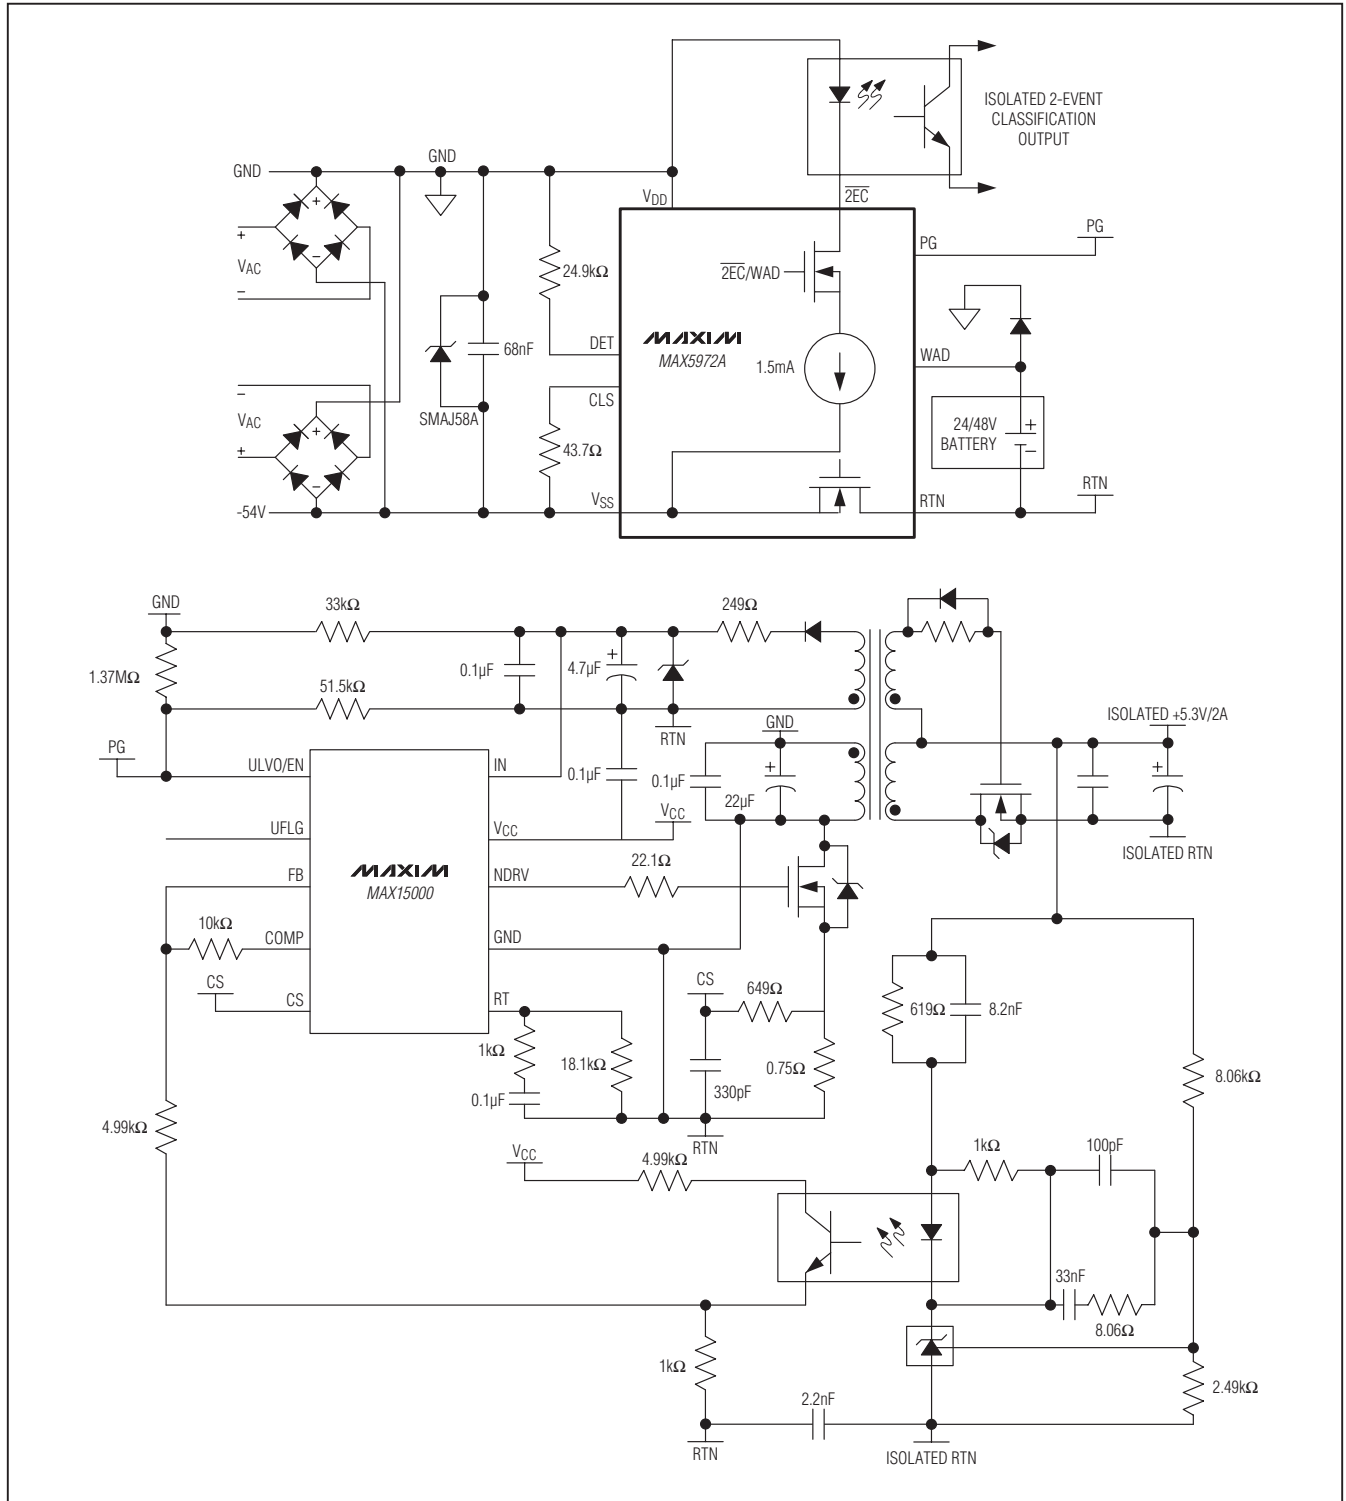 ISOLATED 2-EVENT
CLASSIFICATION
OUTPUT
GND
GND
VDD
2EC
PG
PG
+
VAC
–
+
–
24.9kΩ
2EC/WAD
DET
MAXIM
MAX5972A
1.5mA
WAD
68nF
SMAJ58A
CLS
–
VAC
+
+
–
43.7Ω
24/48V
BATTERY
+
–
-54V
VSS
RTN
RTN
GND
33kΩ
249Ω
1.37MΩ
0.1µF
4.7µF
+
51.5kΩ
RTN
GND
ISOLATED +5.3V/2A
PG
ULVO/EN
IN
0.1µF
0.1µF
+
22µF
+
UFLG
VCC
VCC
ISOLATED RTN
MAXIM
MAX15000
FB
NDRV
22.1Ω
10kΩ
COMP
GND
CS
CS
RT
CS
649Ω
619Ω
8.2nF
1kΩ
18.1kΩ
0.75Ω
8.06kΩ
0.1µF
330pF
4.99kΩ
RTN
VCC
4.99kΩ
1kΩ
100pF
33nF
8.06Ω
1kΩ
2.2nF
2.49kΩ
RTN
ISOLATED RTN